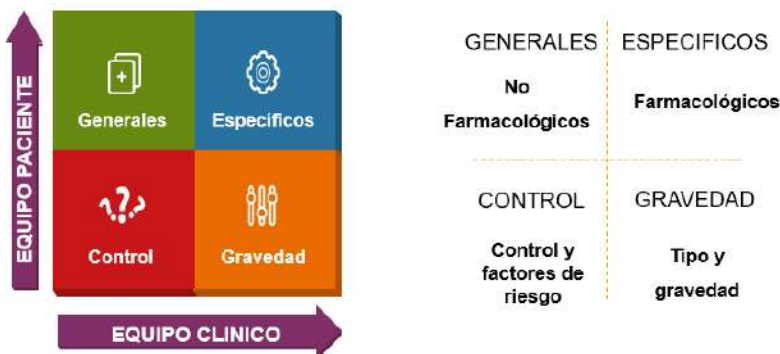 EQUIPO PACIENTE
Generales
Específicos
Control
Gravedad
EQUIPO CLINICO
GENERALES
ESPECIFICOS
No
Farmacológicos
Farmacológicos
CONTROL
GRAVEDAD
Control y
factores de
riesgo
Tipo y
gravedad